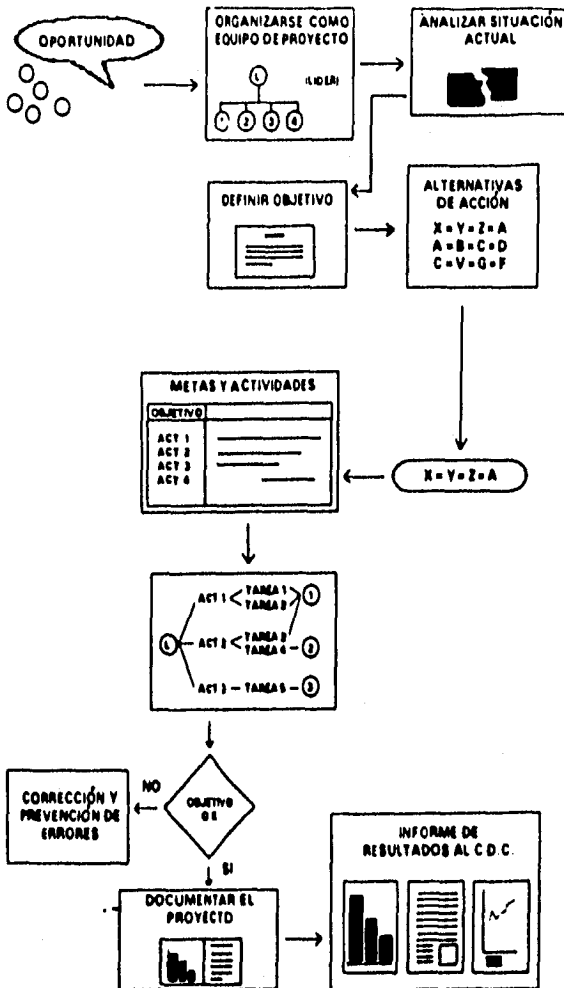 OPORTUNIDAD
ORGANIZARSE COMO
EQUIPO DE PROYECTO
L
(LIDER)
1 2 3 4
ANALIZAR SITUACIÓN
ACTUAL
DEFINIR OBJETIVO
ALTERNATIVAS
DE ACCIÓN
X = Y = Z = A
A = B = C = D
C = V = G = F
X = Y = Z = A
METAS Y ACTIVIDADES
OBJETIVO
ACT 1
ACT 2
ACT 3
ACT 4
L
ACT 1
TAREA 1
TAREA 2
1
ACT 2
TAREA 3
TAREA 4
2
ACT 3
TAREA 5
3
OBJETIVO
O K
NO
CORRECCIÓN Y
PREVENCIÓN DE
ERRORES
SI
DOCUMENTAR EL
PROYECTO
INFORME DE
RESULTADOS AL C.D.C.